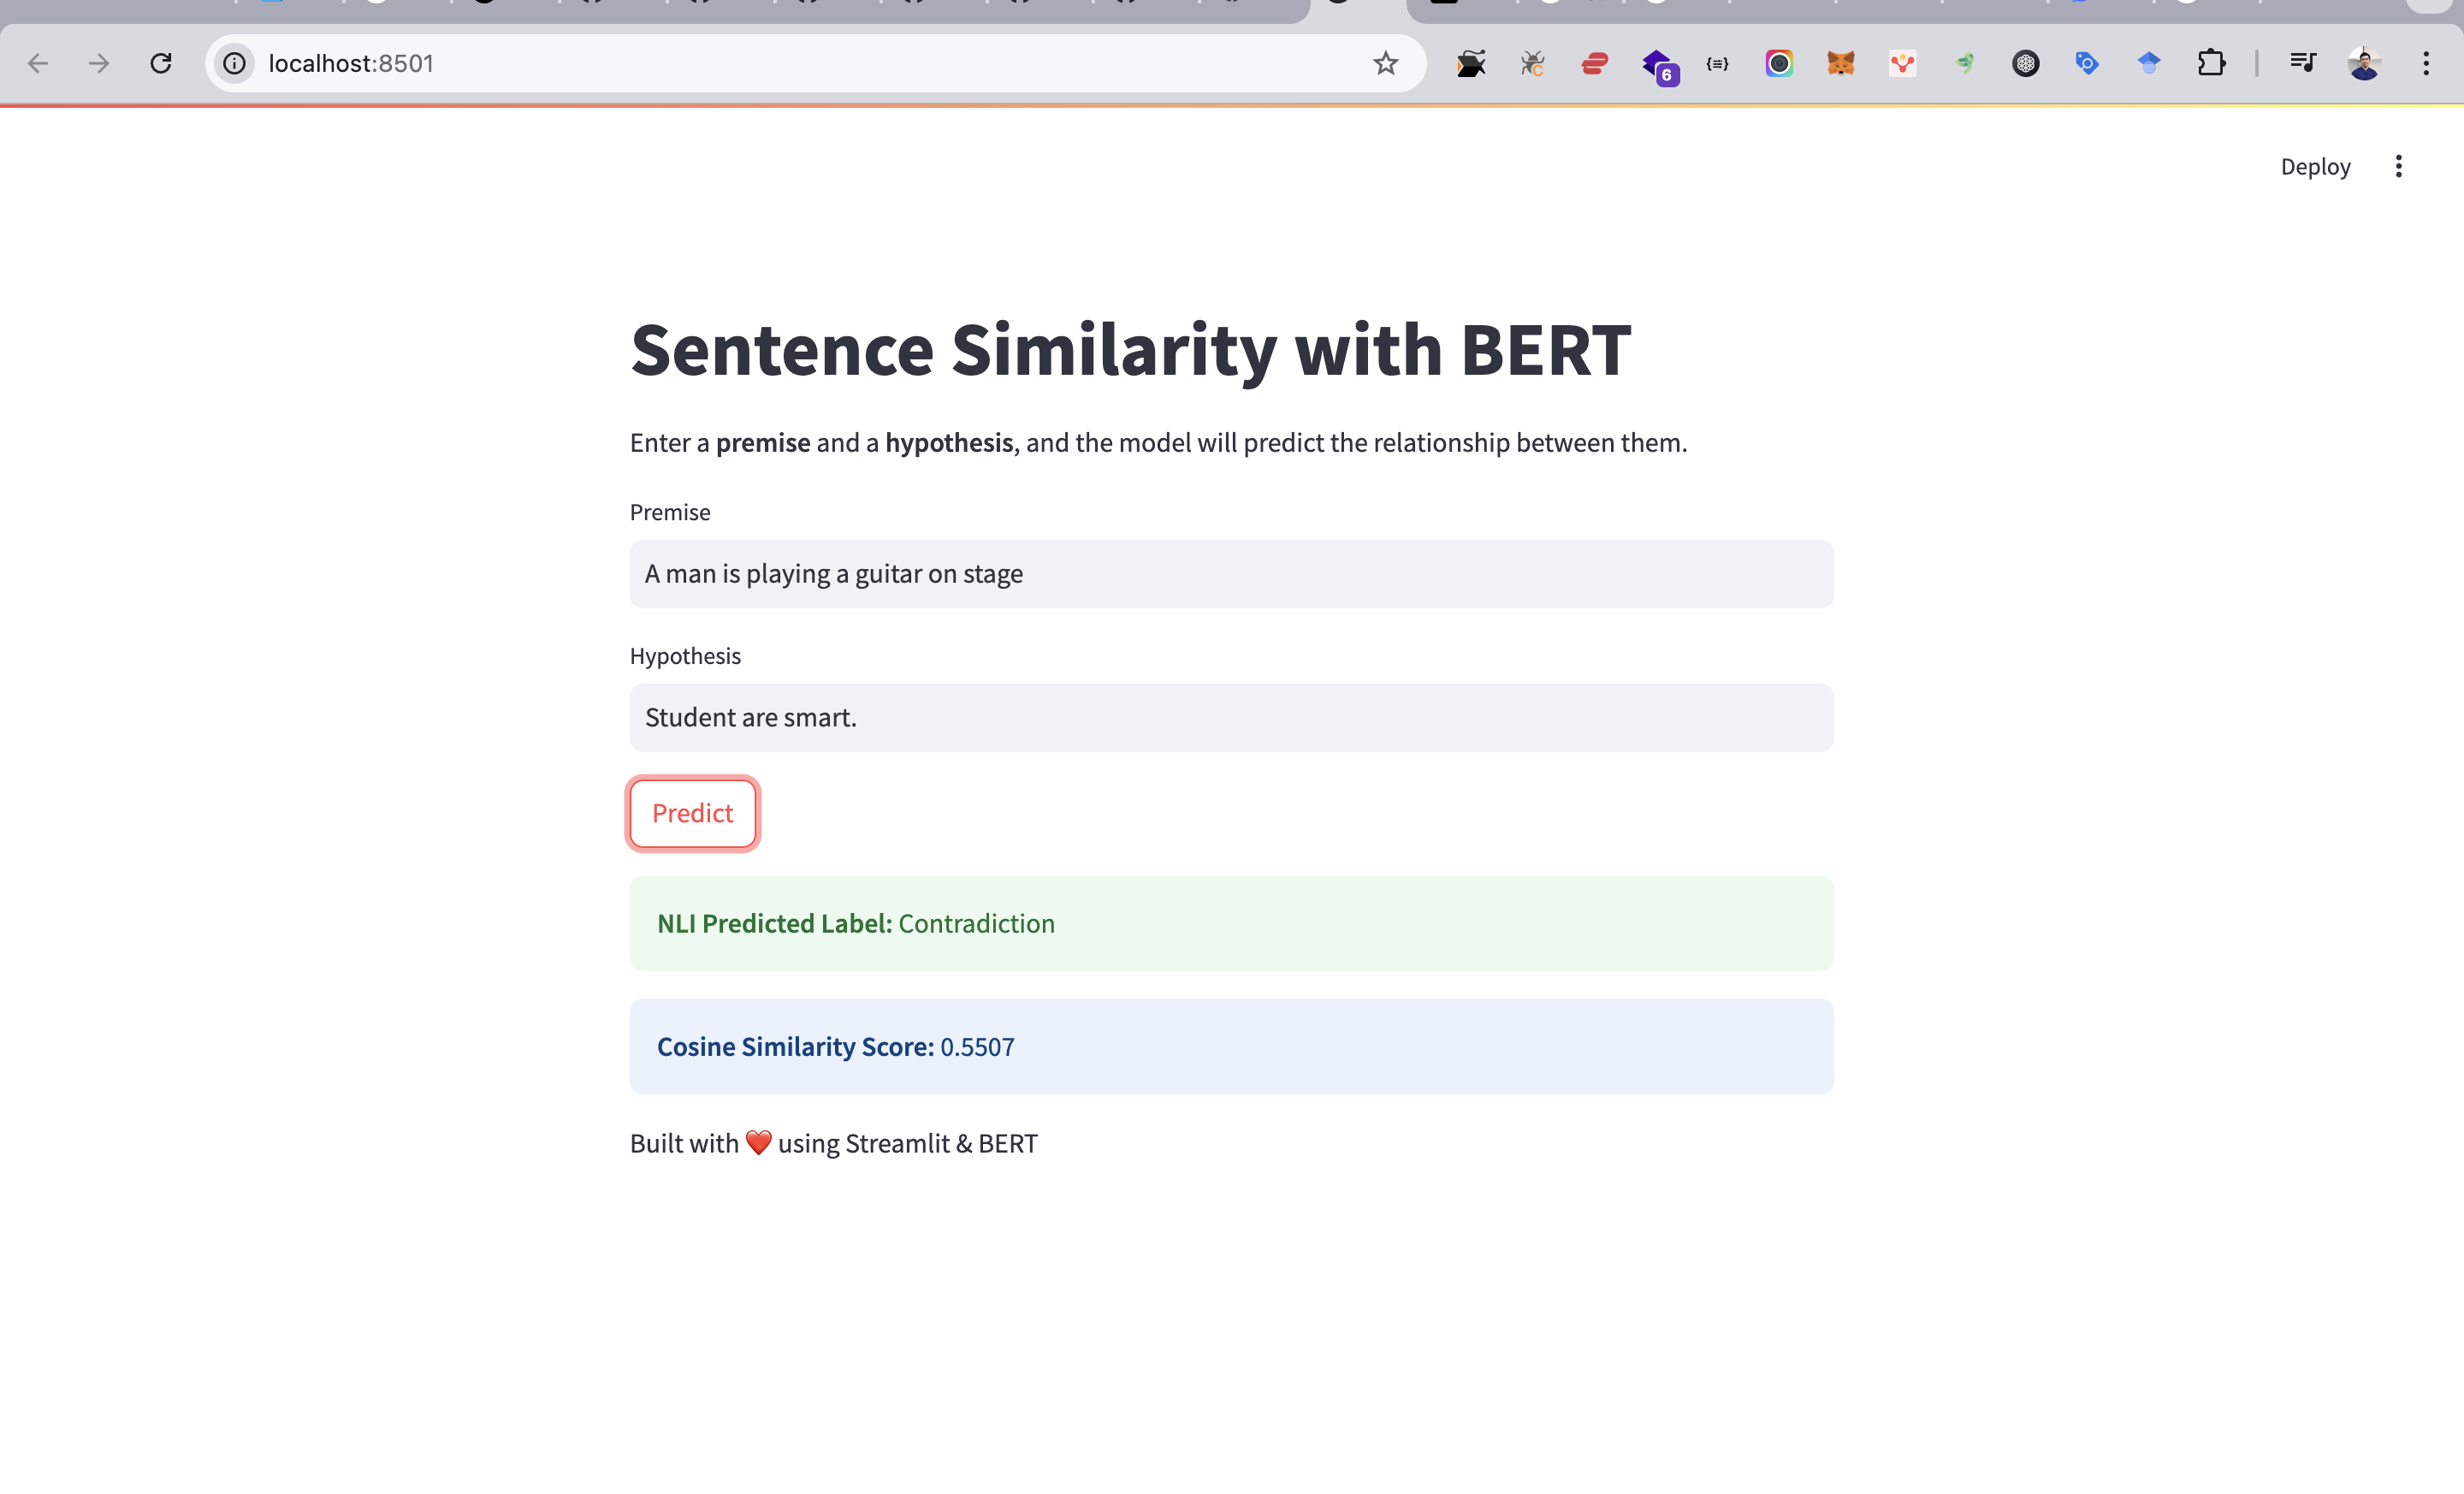 localhost:8501
6
Deploy
Sentence Similarity with BERT
Enter a premise and a hypothesis, and the model will predict the relationship between them.
Premise
A man is playing a guitar on stage
Hypothesis
Student are smart.
Predict
NLI Predicted Label: Contradiction
Cosine Similarity Score: 0.5507
Built with ❤️ using Streamlit & BERT